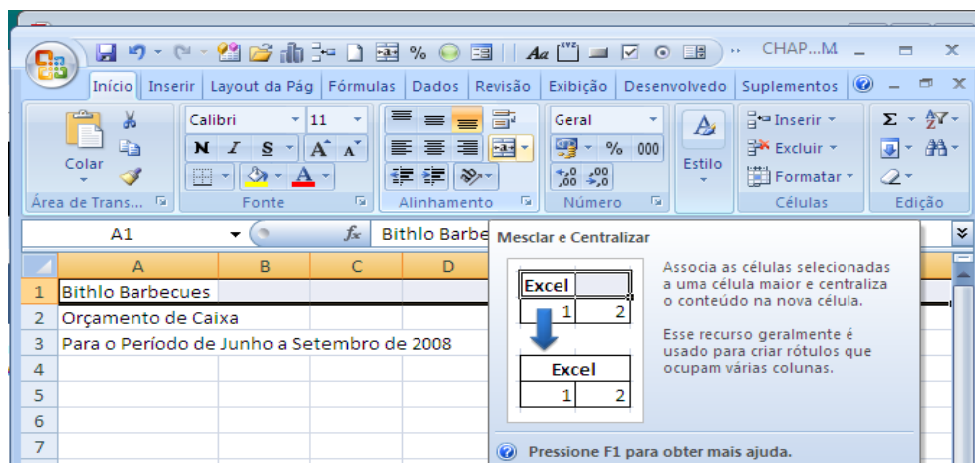 CHAP...M
Início Inserir Layout da Pág Fórmulas Dados Revisão Exibição Desenvolvedo Suplementos
Colar
Área de Trans...
Calibri 11
N I S A A
A
Fonte
Alinhamento
Geral
% 000
,00 ,0
Número
Estilo
Inserir
Excluir
Formatar
Células
Σ
Edição
A1 fx Bithlo Barbe
A B C D
1 Bithlo Barbecues
2 Orçamento de Caixa
3 Para o Período de Junho a Setembro de 2008
4
5
6
7
Mesclar e Centralizar
Excel
1 2
Excel
1 2
Associa as células selecionadas
a uma célula maior e centraliza
o conteúdo na nova célula.
Esse recurso geralmente é
usado para criar rótulos que
ocupam várias colunas.
Pressione F1 para obter mais ajuda.